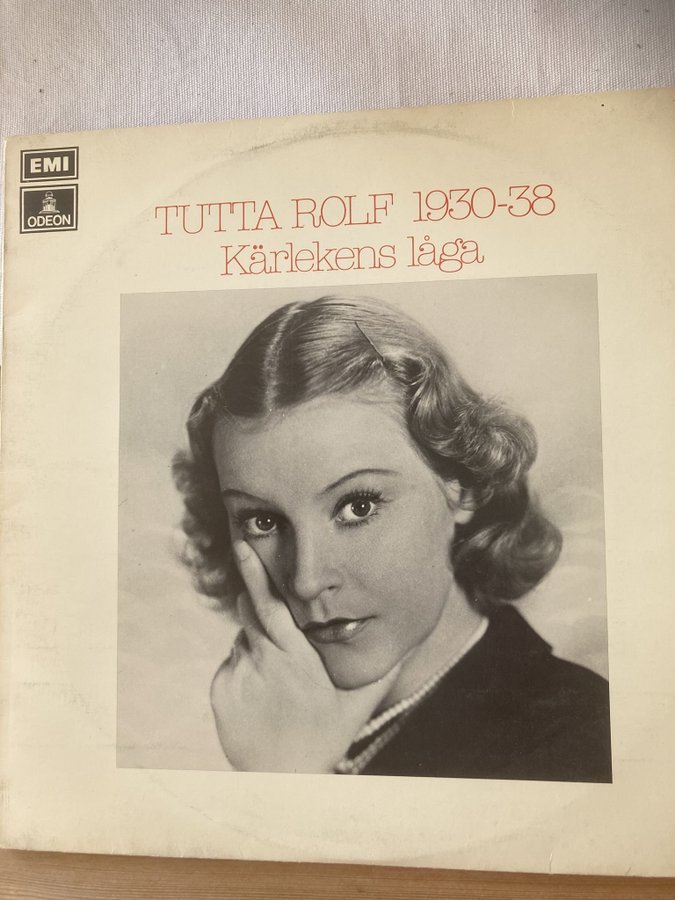 EMI
ODEON
TUTTA ROLF 1930-38
Kärlekens låga